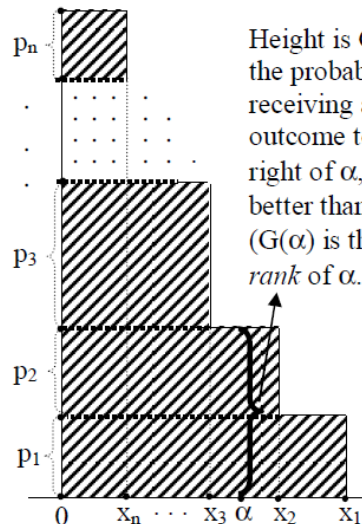 pₙ
Height is
the probab
receiving
outcome t
right of α,
better than
(G(α) is th
rank of α.
p₃
p₂
p₁
0 xₙ · · · x₃ α x₂ x₁